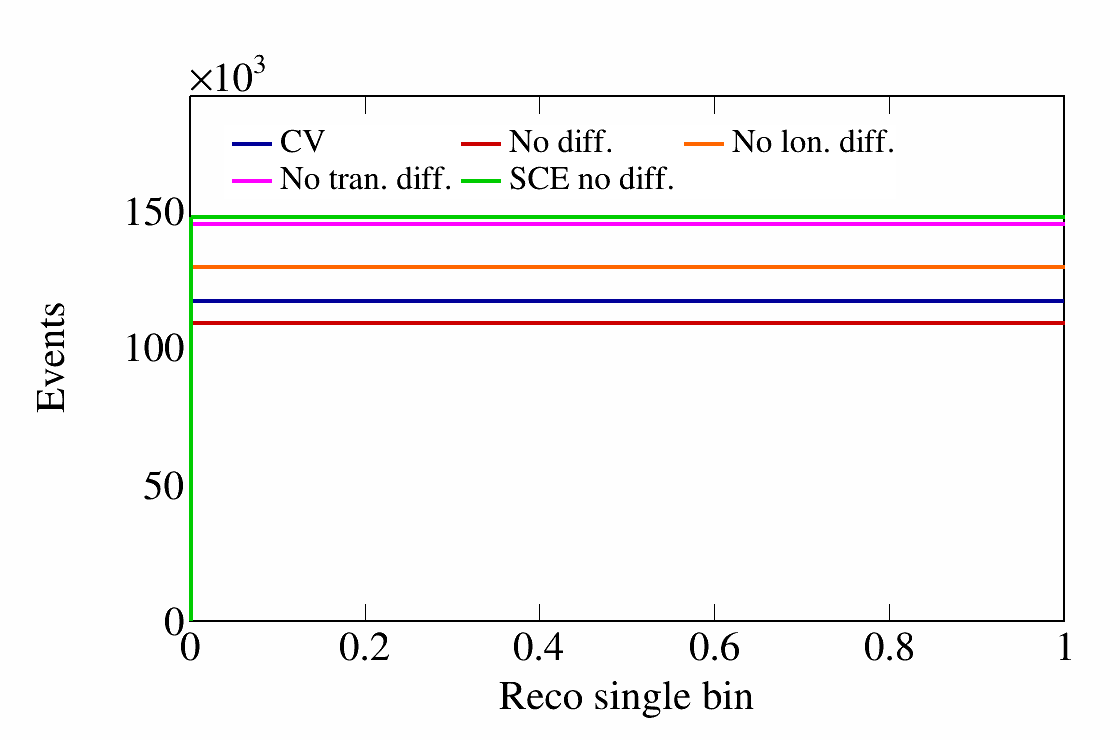 ×10³
CV No diff. No lon. diff.
No tran. diff. SCE no diff.
150
100
50
0
Events
0 0.2 0.4 0.6 0.8 1
Reco single bin